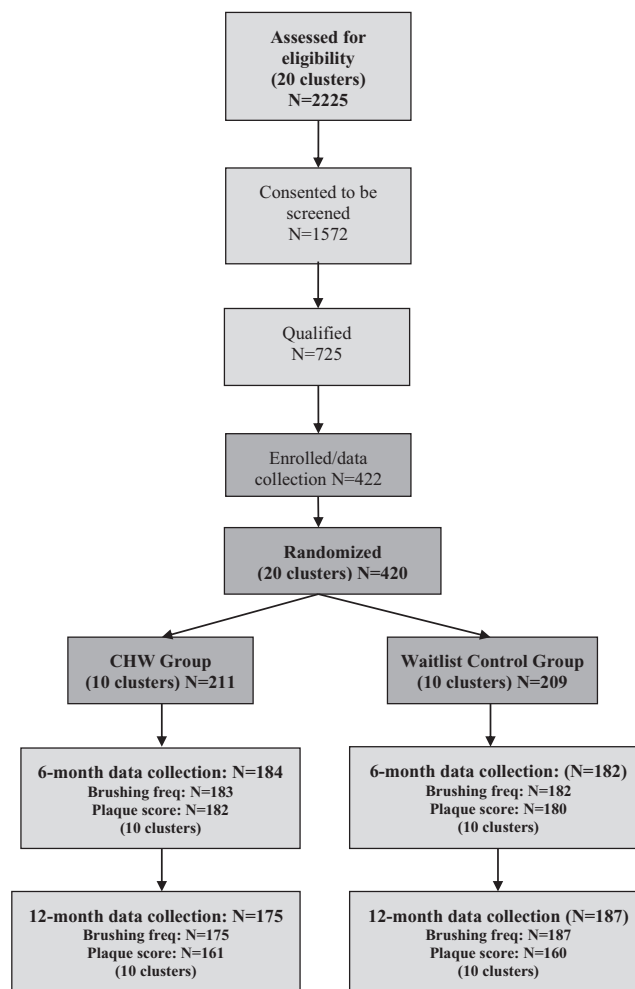 Assessed for
eligibility
(20 clusters)
N=2225
Consented to be
screened
N=1572
Qualified
N=725
Enrolled/data
collection N=422
Randomized
(20 clusters) N=420
CHW Group
(10 clusters) N=211
Waitlist Control Group
(10 clusters) N=209
6-month data collection: N=184
Brushing freq: N=183
Plaque score: N=182
(10 clusters)
6-month data collection: (N=182)
Brushing freq: N=182
Plaque score: N=180
(10 clusters)
12-month data collection: N=175
Brushing freq: N=175
Plaque score: N=161
(10 clusters)
12-month data collection (N=187)
Brushing freq: N=187
Plaque score: N=160
(10 clusters)